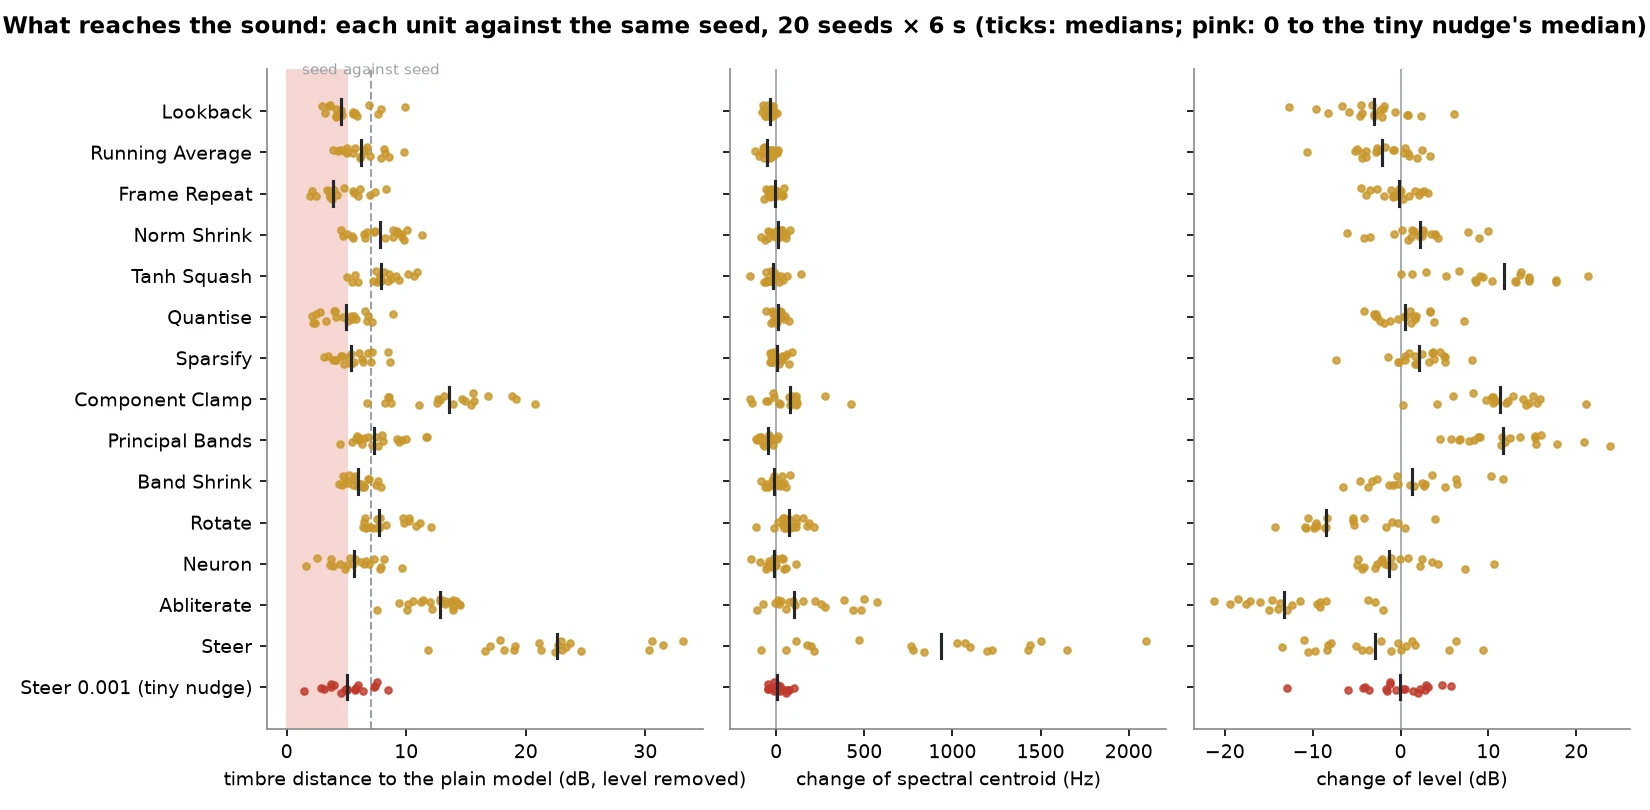 What reaches the sound: each unit against the same seed, 20 seeds × 6 s (ticks: medians; pink: 0 to the tiny nudge's median)
seed against seed
Lookback
Running Average
Frame Repeat
Norm Shrink
Tanh Squash
Quantise
Sparsify
Component Clamp
Principal Bands
Band Shrink
Rotate
Neuron
Abliterate
Steer
Steer 0.001 (tiny nudge)
0 10 20 30
timbre distance to the plain model (dB, level removed)
0 500 1000 1500 2000
change of spectral centroid (Hz)
−20 −10 0 10 20
change of level (dB)